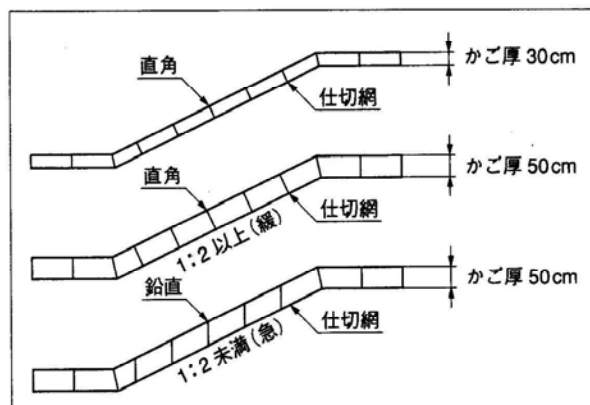 直角
かご厚 30cm
仕切網
直角
かご厚 50cm
仕切網
1:2以上(緩)
鉛直
かご厚 50cm
仕切網
1:2未満(急)